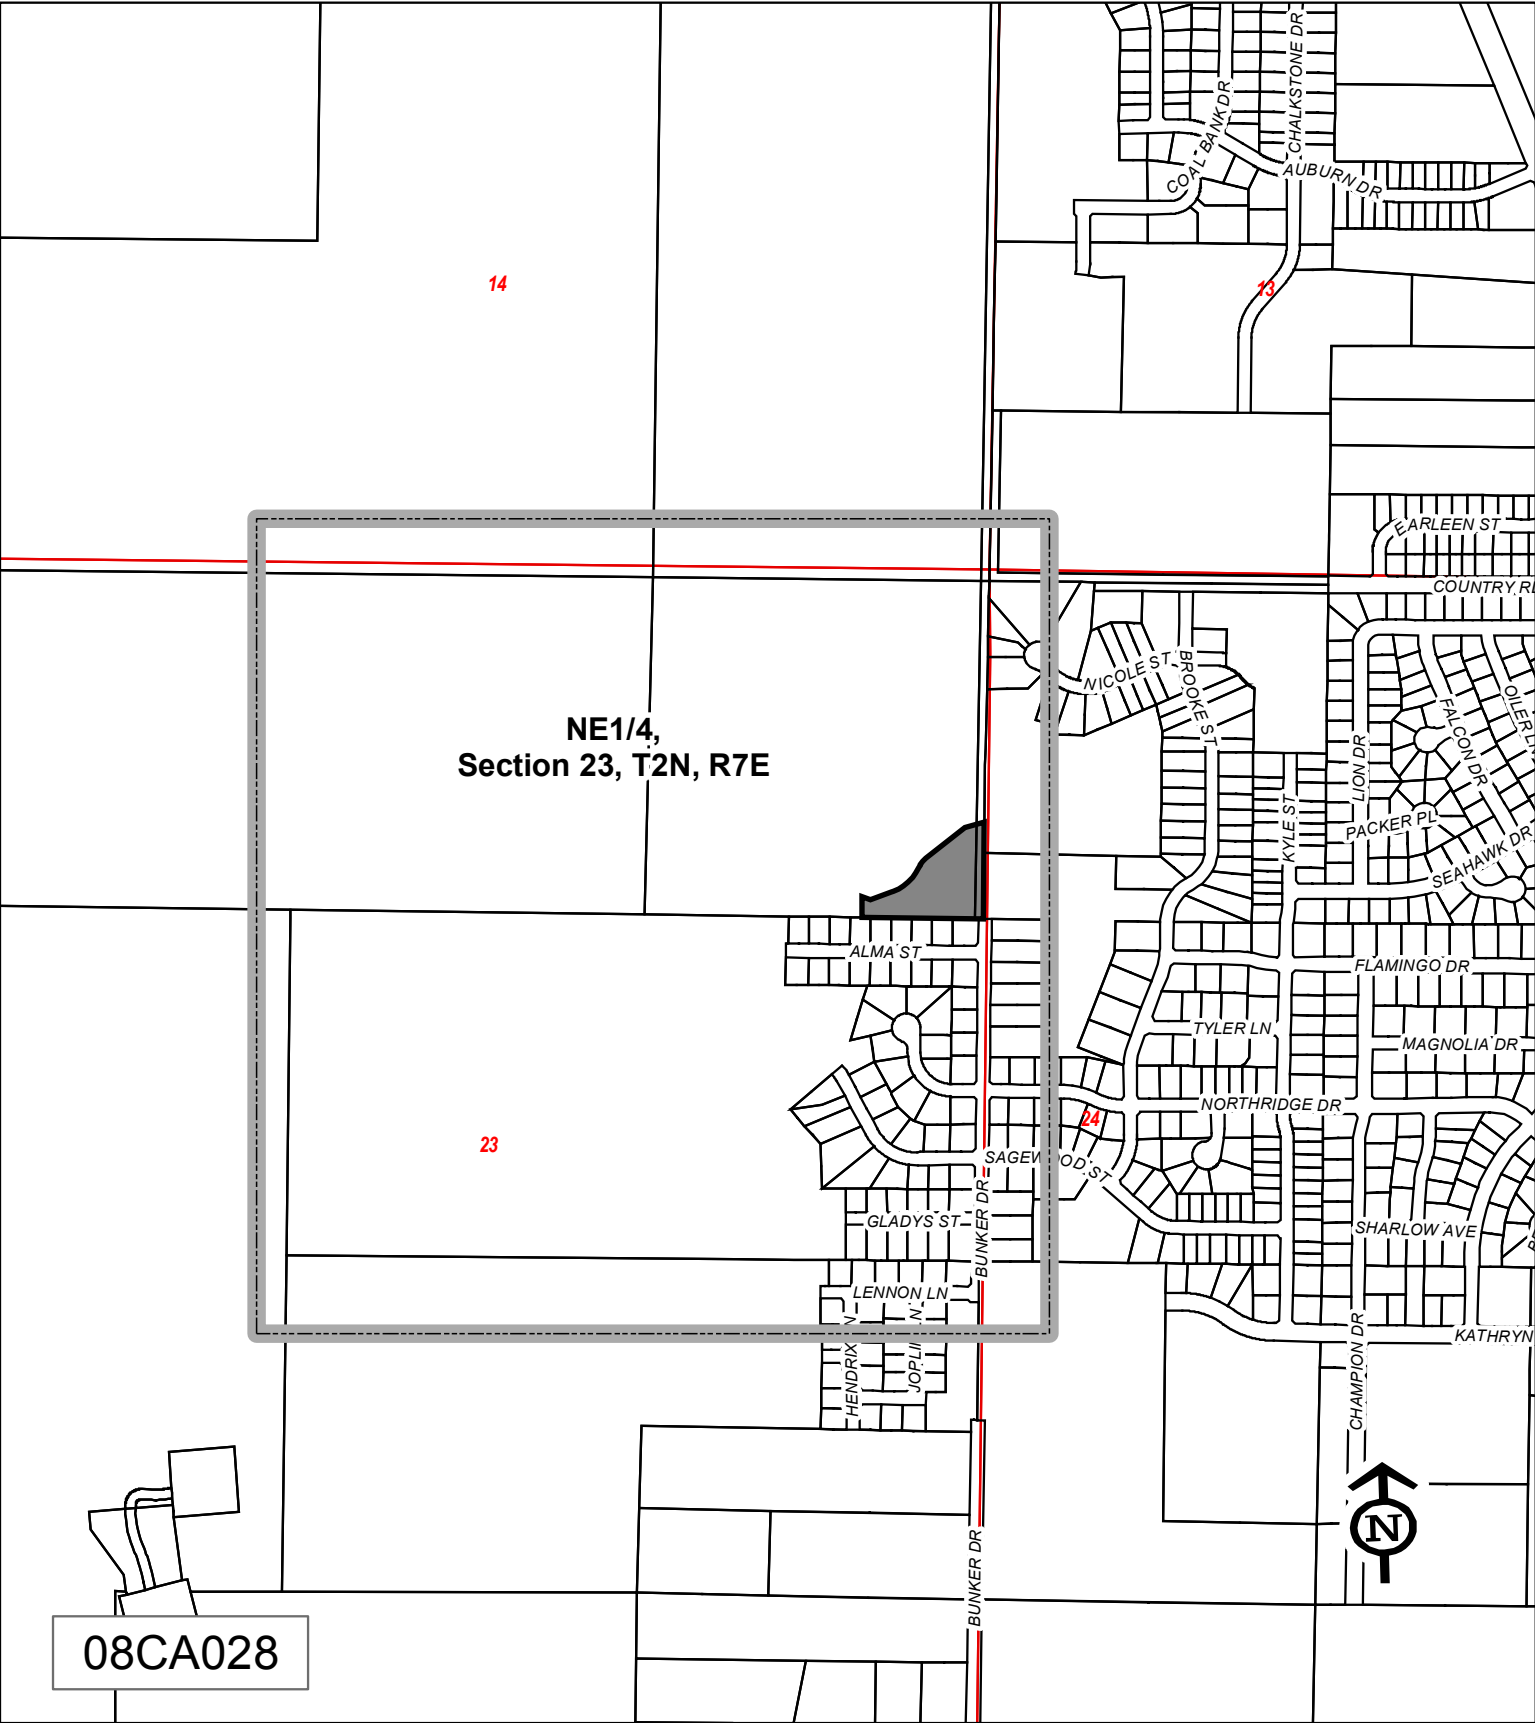 CHALKSTONE DR
COAL BANK DR
AUBURN DR
14
13
EARLEEN ST
COUNTRY
NICOLE ST
BROOKE ST
NE1/4,
Section 23, T2N, R7E
LION DR
FALCON DR
OILER
KYLE ST
PACKER PL
SEAHAWK DR
ALMA ST
FLAMINGO DR
TYLER LN
MAGNOLIA DR
NORTHRIDGE DR
24
23
SAGEWOOD ST
BUNKER DR
GLADYS ST
SHARLOW AVE
LENNON LN
HENDRIX LN
JOPLIN LN
CHAMPION DR
KATHRYN
N
BUNKER DR
08CA028